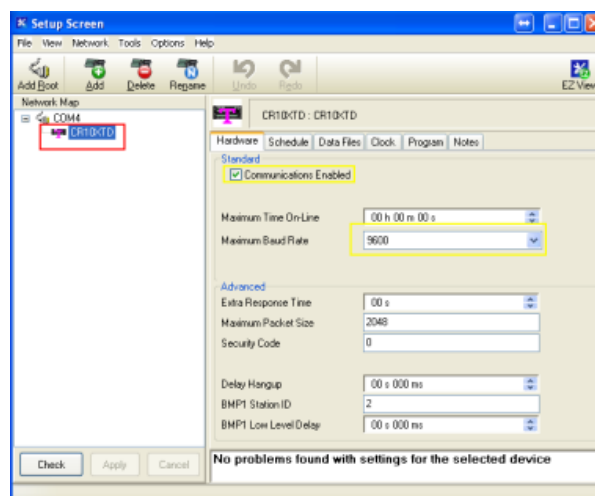 Setup Screen
File View Network Tools Options Help
Add Root Add Delete Rename Undo Redo EZ View
Network Map
COM4
CR10XTD
CR10XTD : CR10XTD
Hardware Schedule Data Files Clock Program Notes
Standard
Communications Enabled
Maximum Time On-Line 00 h 00 m 00 s
Maximum Baud Rate 9600
Advanced
Extra Response Time 00 s
Maximum Packet Size 2048
Security Code 0
Delay Hangup 00 s 000 ms
BMP1 Station ID 2
BMP1 Low Level Delay 00 s 000 ms
Check Apply Cancel
No problems found with settings for the selected device